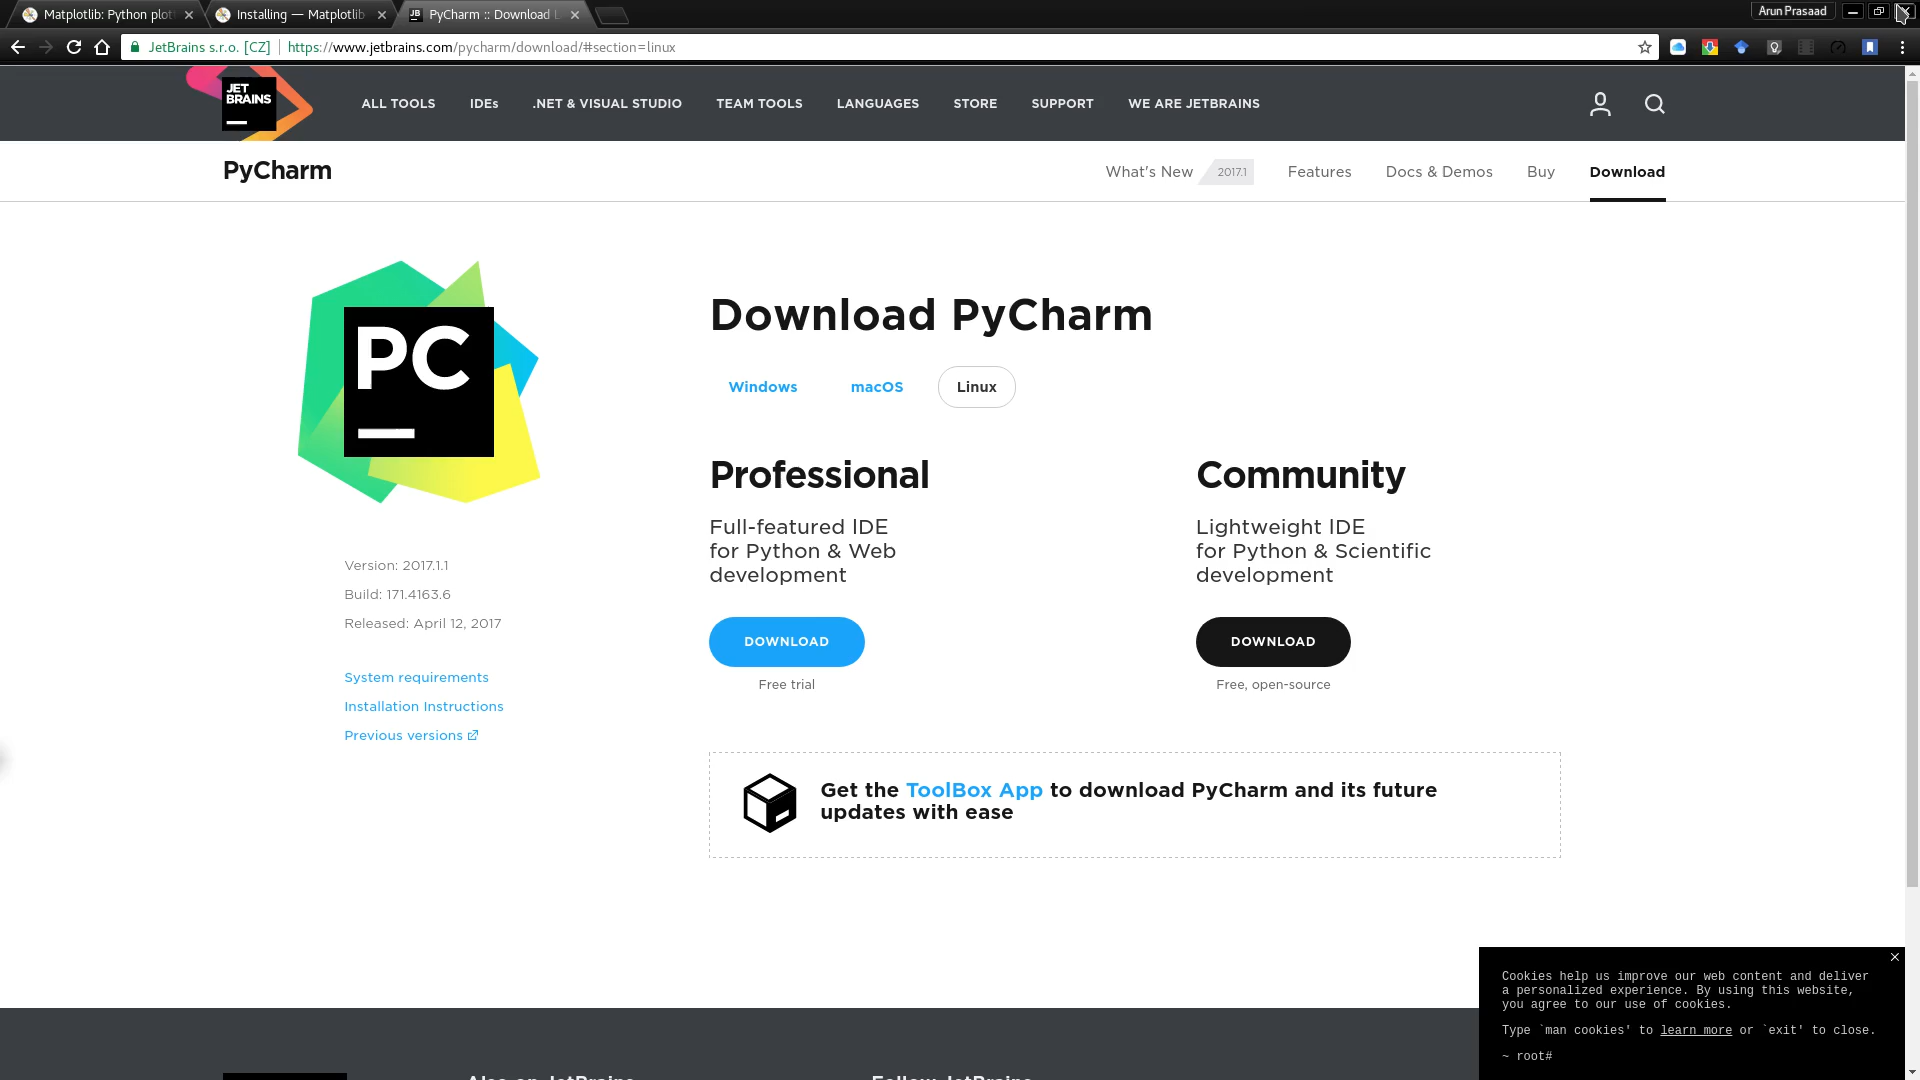 Matplotlib: Python plot
Installing — Matplotlib
PyCharm :: Download L
Arun Prasaad
JetBrains s.r.o. [CZ]
https://www.jetbrains.com/pycharm/download/#section=linux
JET
BRAINS
ALL TOOLS
IDEs
.NET & VISUAL STUDIO
TEAM TOOLS
LANGUAGES
STORE
SUPPORT
WE ARE JETBRAINS
PyCharm
What's New
2017.1
Features
Docs & Demos
Buy
Download
PC
Download PyCharm
Windows
macOS
Linux
Professional
Full-featured IDE
for Python & Web
development
DOWNLOAD
Free trial
Community
Lightweight IDE
for Python & Scientific
development
DOWNLOAD
Free, open-source
Version: 2017.1.1
Build: 171.4163.6
Released: April 12, 2017
System requirements
Installation Instructions
Previous versions
Get the ToolBox App to download PyCharm and its future
updates with ease
Cookies help us improve our web content and deliver
a personalized experience. By using this website,
you agree to our use of cookies.
Type `man cookies' to learn more or `exit' to close.
~ root#
Also on JetBrains
Follow JetBrains